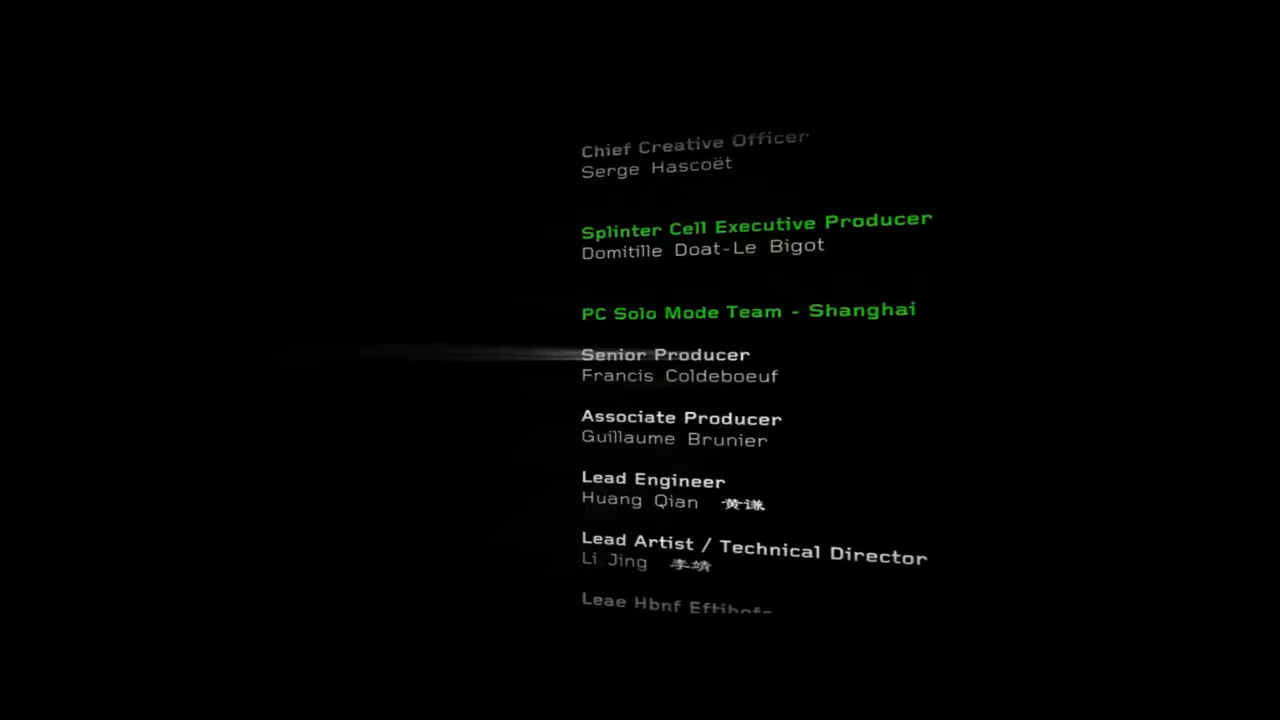 Chief Creative Officer
Serge Hascoët
Splinter Cell Executive Producer
Domitille Doat-Le Bigot
PC Solo Mode Team - Shanghai
Senior Producer
Francis Coldeboeuf
Associate Producer
Guillaume Brunier
Lead Engineer
Huang Qian 黄谦
Lead Artist / Technical Director
Li Jing 李靖